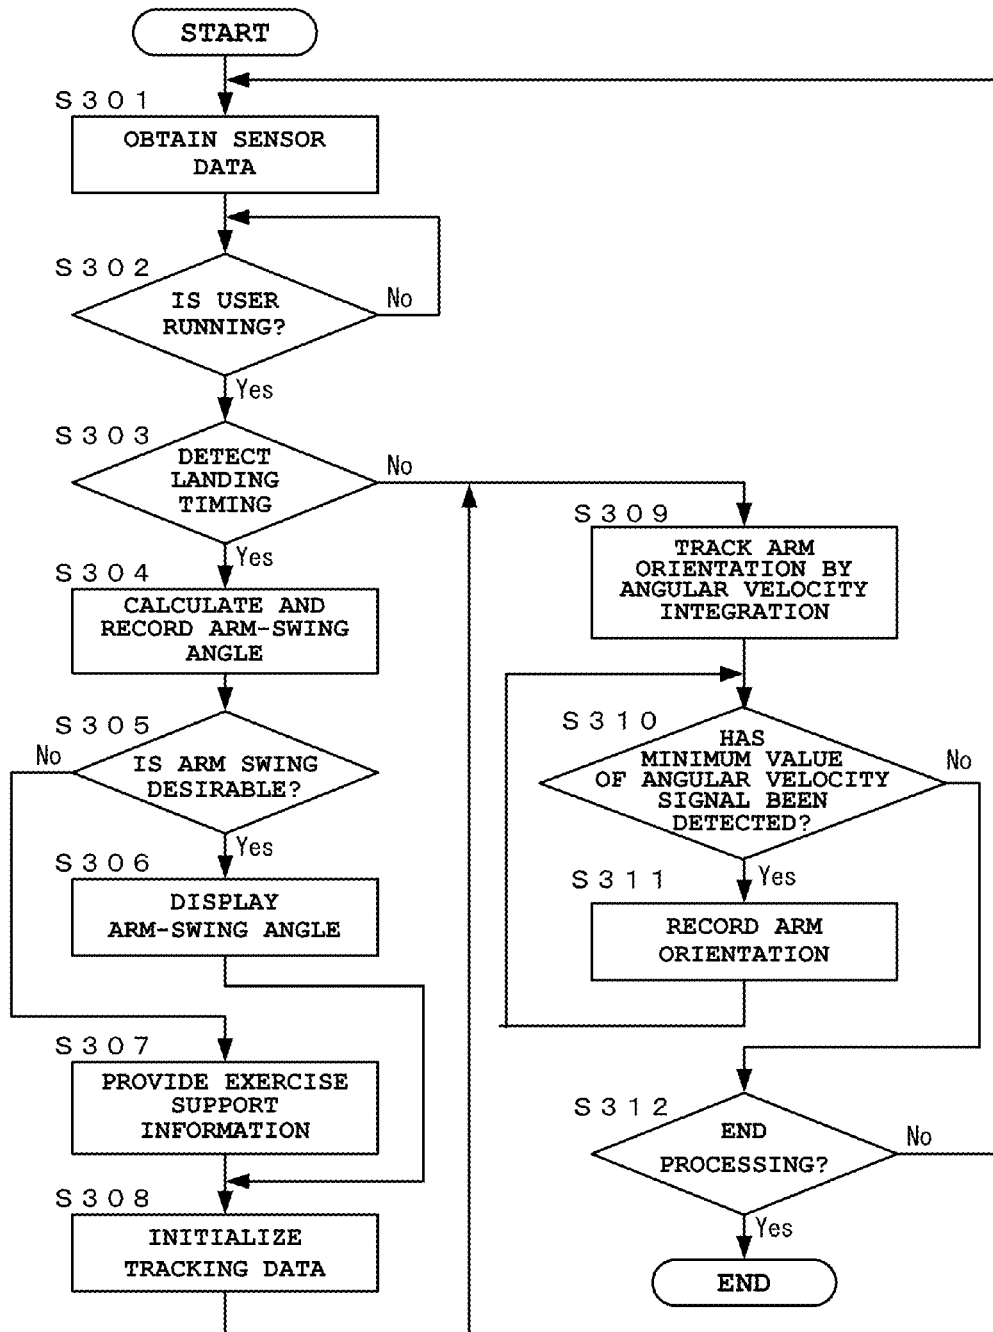 START
S301
OBTAIN SENSOR
DATA
S302
IS USER
RUNNING?
No
Yes
S303
DETECT
LANDING
TIMING
No
Yes
S304
CALCULATE AND
RECORD ARM-SWING
ANGLE
S305
No
IS ARM SWING
DESIRABLE?
Yes
S306
DISPLAY
ARM-SWING ANGLE
S307
PROVIDE EXERCISE
SUPPORT
INFORMATION
S308
INITIALIZE
TRACKING DATA
S309
TRACK ARM
ORIENTATION BY
ANGULAR VELOCITY
INTEGRATION
S310
HAS
MINIMUM VALUE
OF ANGULAR VELOCITY
SIGNAL BEEN
DETECTED?
No
Yes
S311
RECORD ARM
ORIENTATION
S312
END
PROCESSING?
No
Yes
END